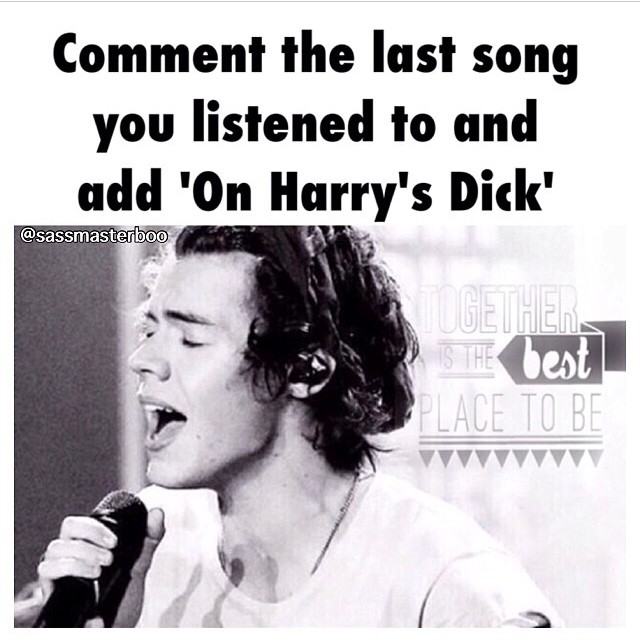 Comment the last song
you listened to and
add 'On Harry's Dick'
@sassmasterboo
TOGETHER
IS THE best
PLACE TO BE